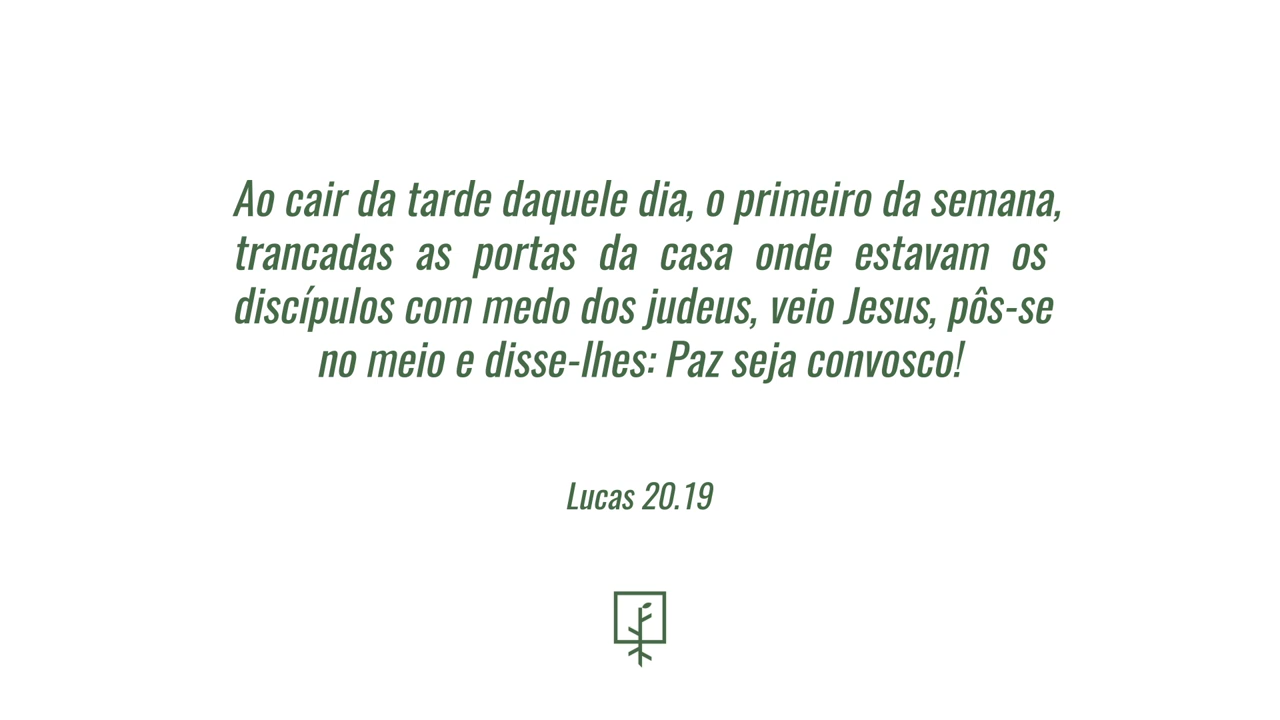 Ao cair da tarde daquele dia, o primeiro da semana,
trancadas as portas da casa onde estavam os
discípulos com medo dos judeus, veio Jesus, pôs-se
no meio e disse-lhes: Paz seja convosco!
Lucas 20.19